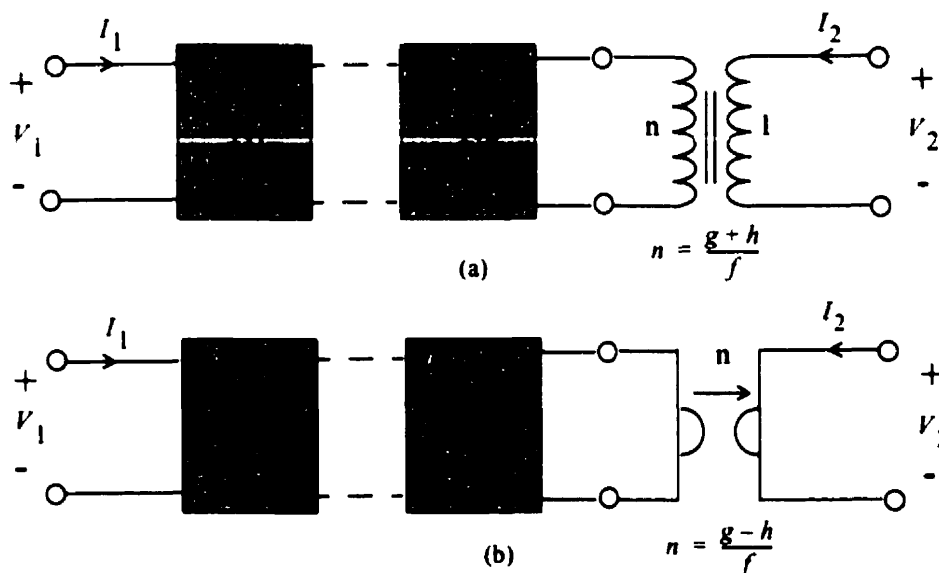 I1 I2
+ +
V1 n 1 V2
- -
n = g + h / f
(a)
I1 I2
n
+ +
V1
- -
n = g - h / f
(b)